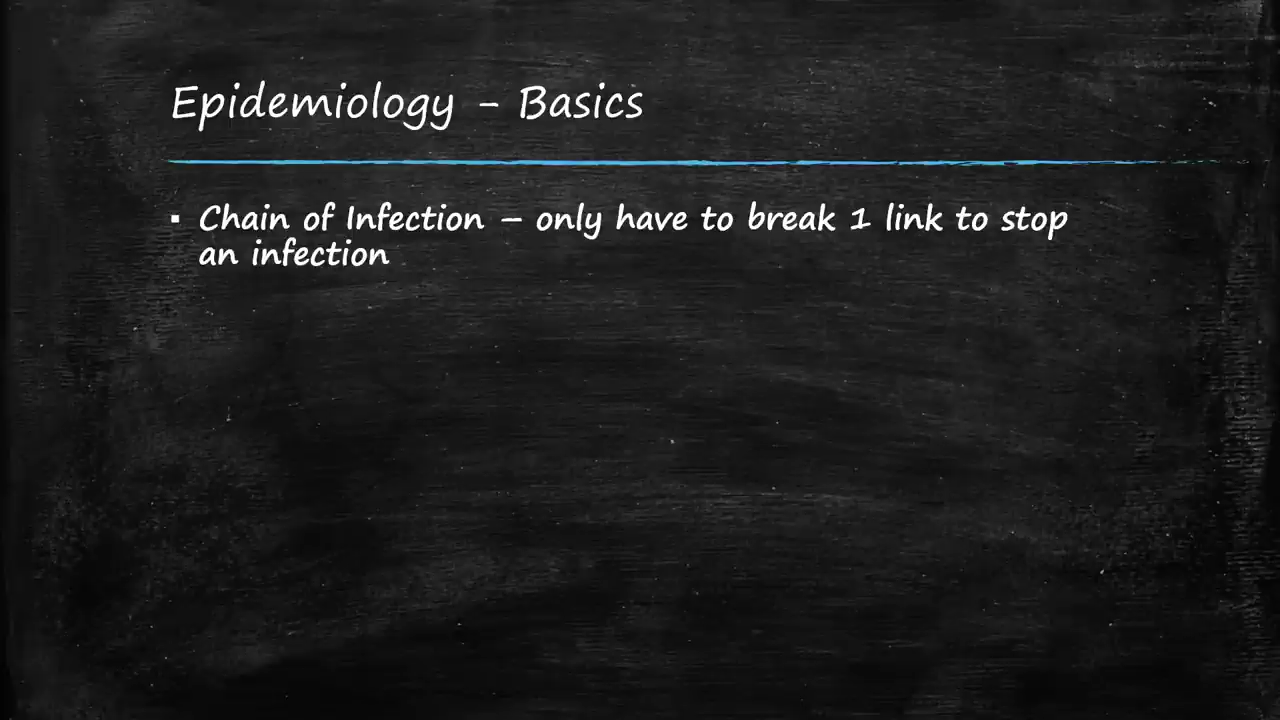 Epidemiology - Basics
▪ Chain of Infection – only have to break 1 link to stop
an infection